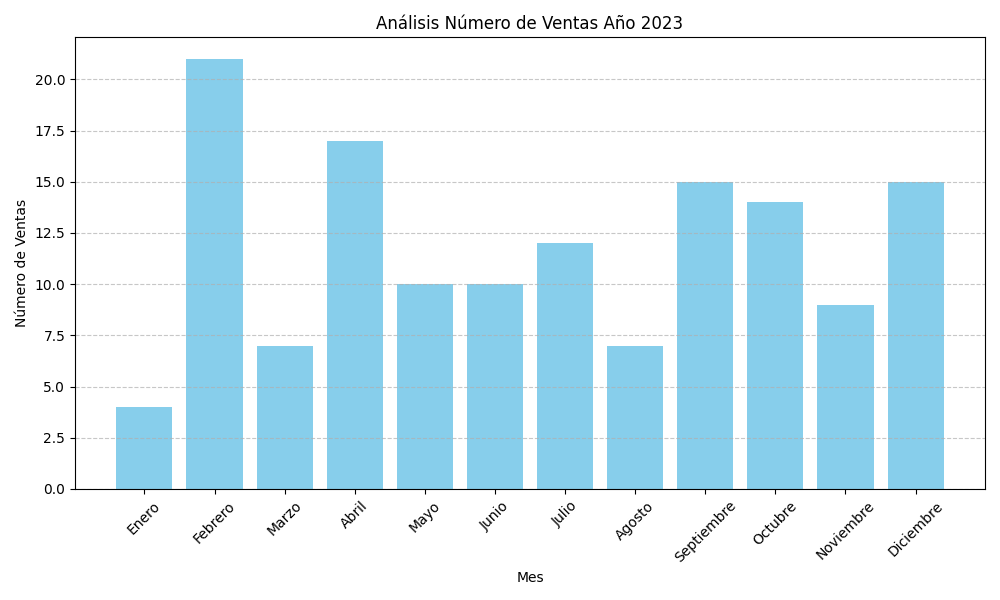 Análisis Número de Ventas Año 2023
Número de Ventas
20.0
17.5
15.0
12.5
10.0
7.5
5.0
2.5
0.0
Enero
Febrero
Marzo
Abril
Mayo
Junio
Julio
Agosto
Septiembre
Octubre
Noviembre
Diciembre
Mes